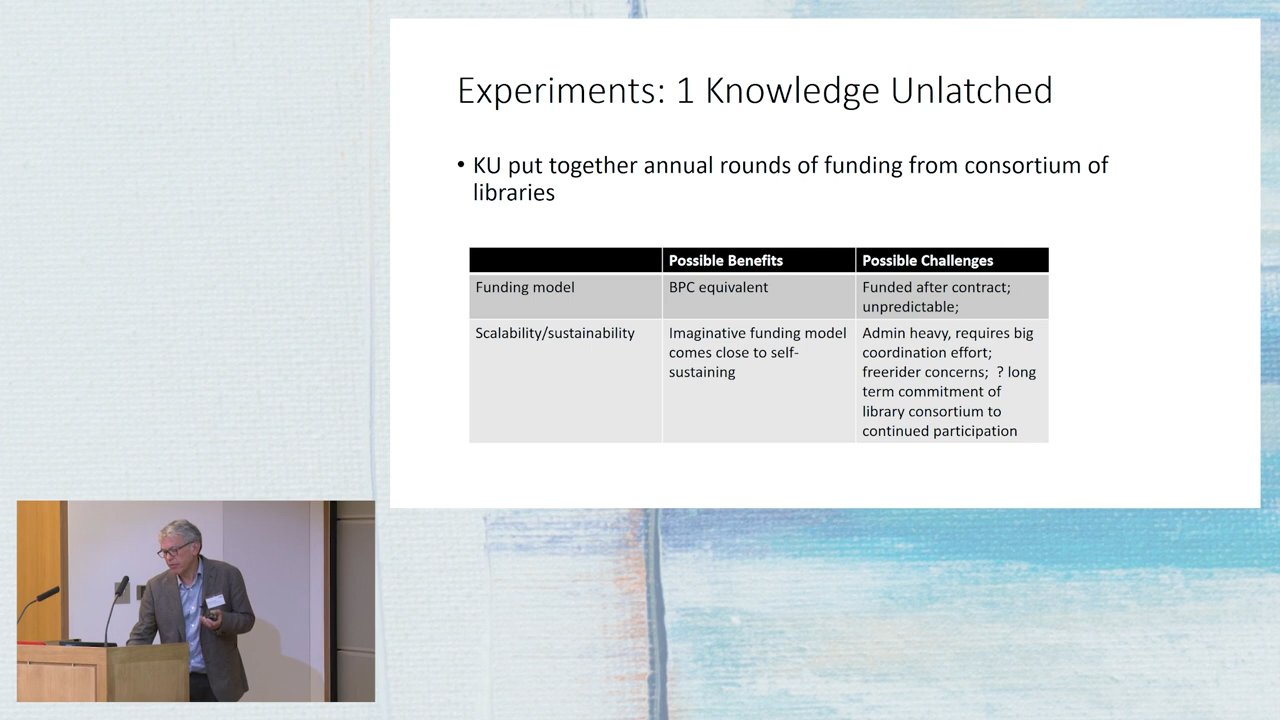 Experiments: 1 Knowledge Unlatched
• KU put together annual rounds of funding from consortium of
libraries
Possible Benefits
Possible Challenges
Funding model
BPC equivalent
Funded after contract;
unpredictable;
Scalability/sustainability
Imaginative funding model
comes close to self-
sustaining
Admin heavy, requires big
coordination effort;
freerider concerns;  ? long
term commitment of
library consortium to
continued participation